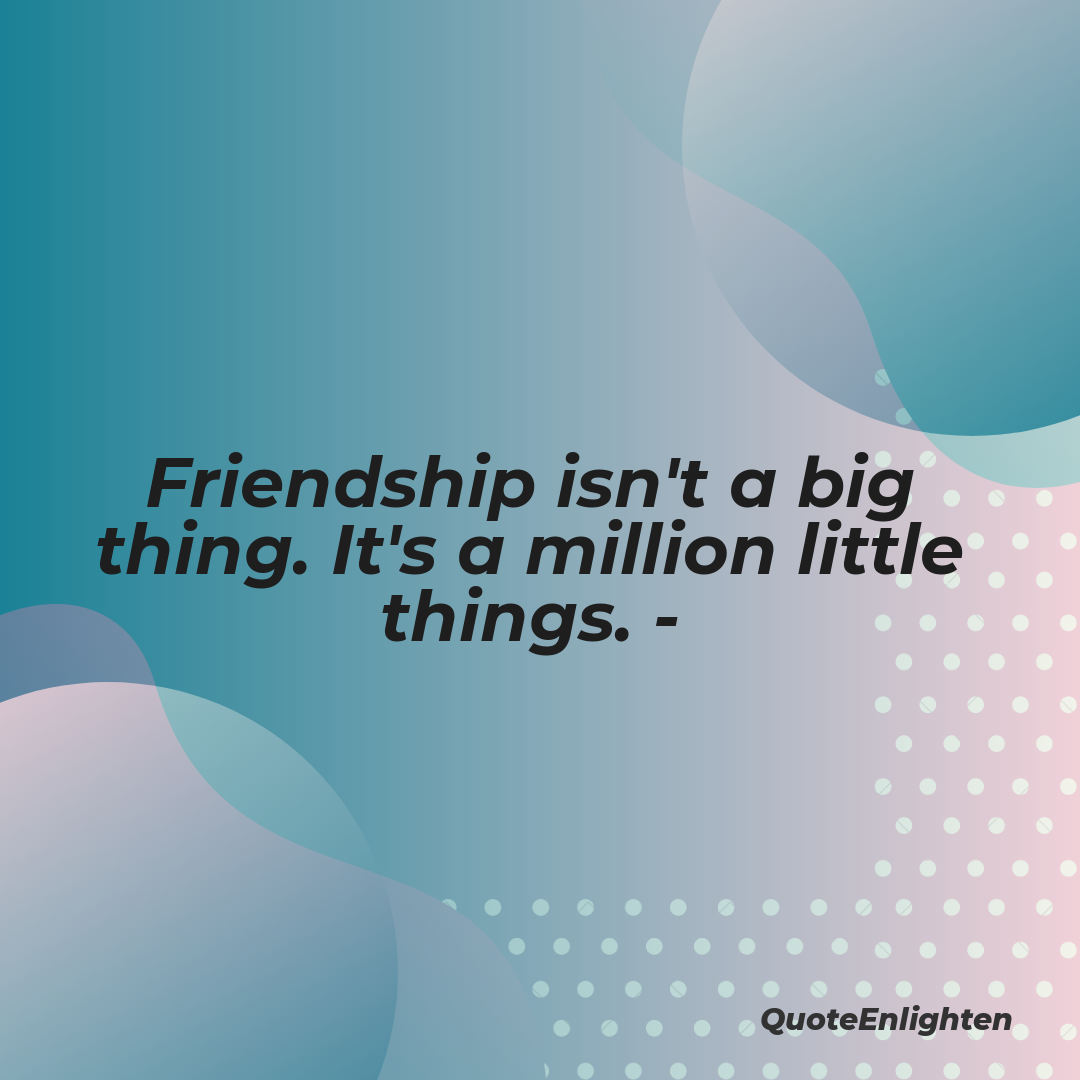 Friendship isn't a big
thing. It's a million little
things. -
QuoteEnlighten